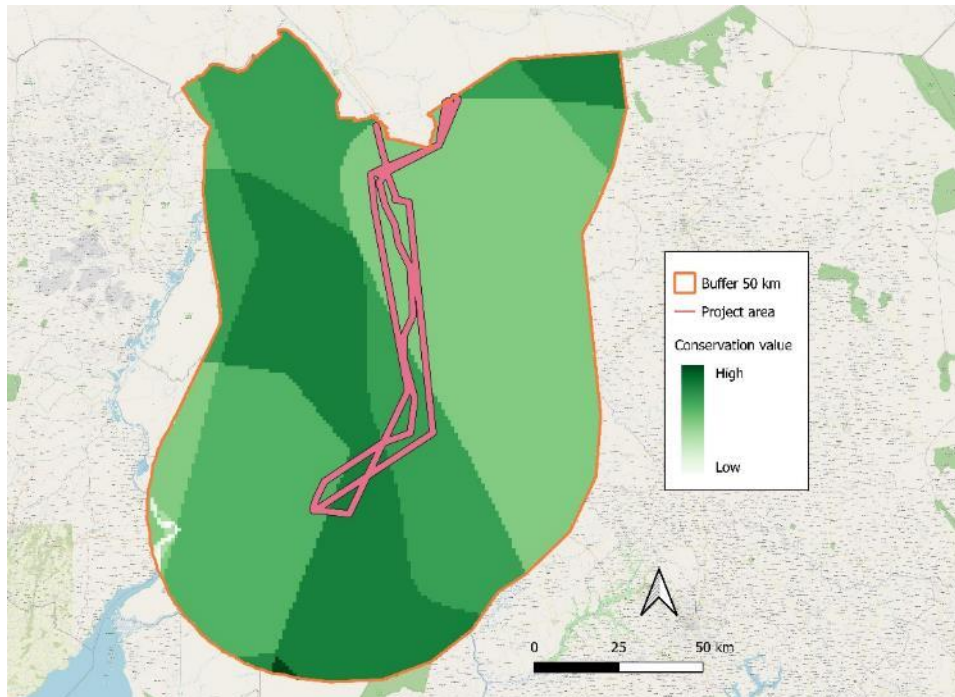 Buffer 50 km
Project area
Conservation value
High
Low
0 25 50 km